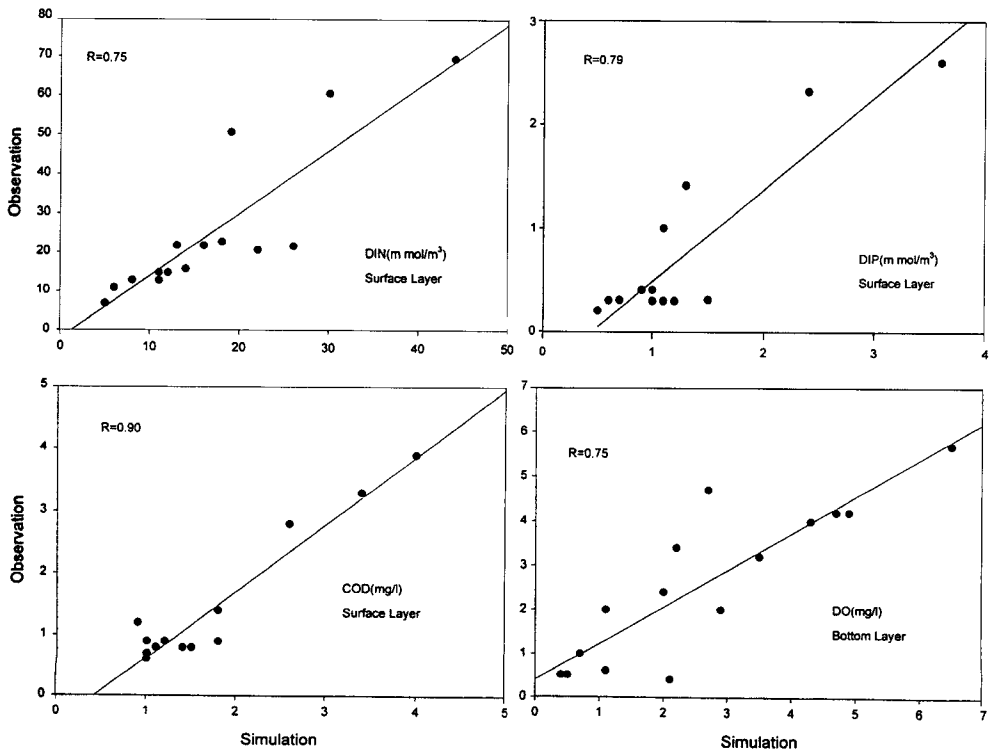 80
70
60
50
40
30
20
10
0
Observation
R=0.75
DIN(m mol/m³)
Surface Layer
0 10 20 30 40 50
3
2
1
0
R=0.79
DIP(m mol/m³)
Surface Layer
0 1 2 3 4
5
4
3
2
1
0
Observation
R=0.90
COD(mg/l)
Surface Layer
0 1 2 3 4 5
Simulation
7
6
5
4
3
2
1
0
R=0.75
DO(mg/l)
Bottom Layer
0 1 2 3 4 5 6 7
Simulation